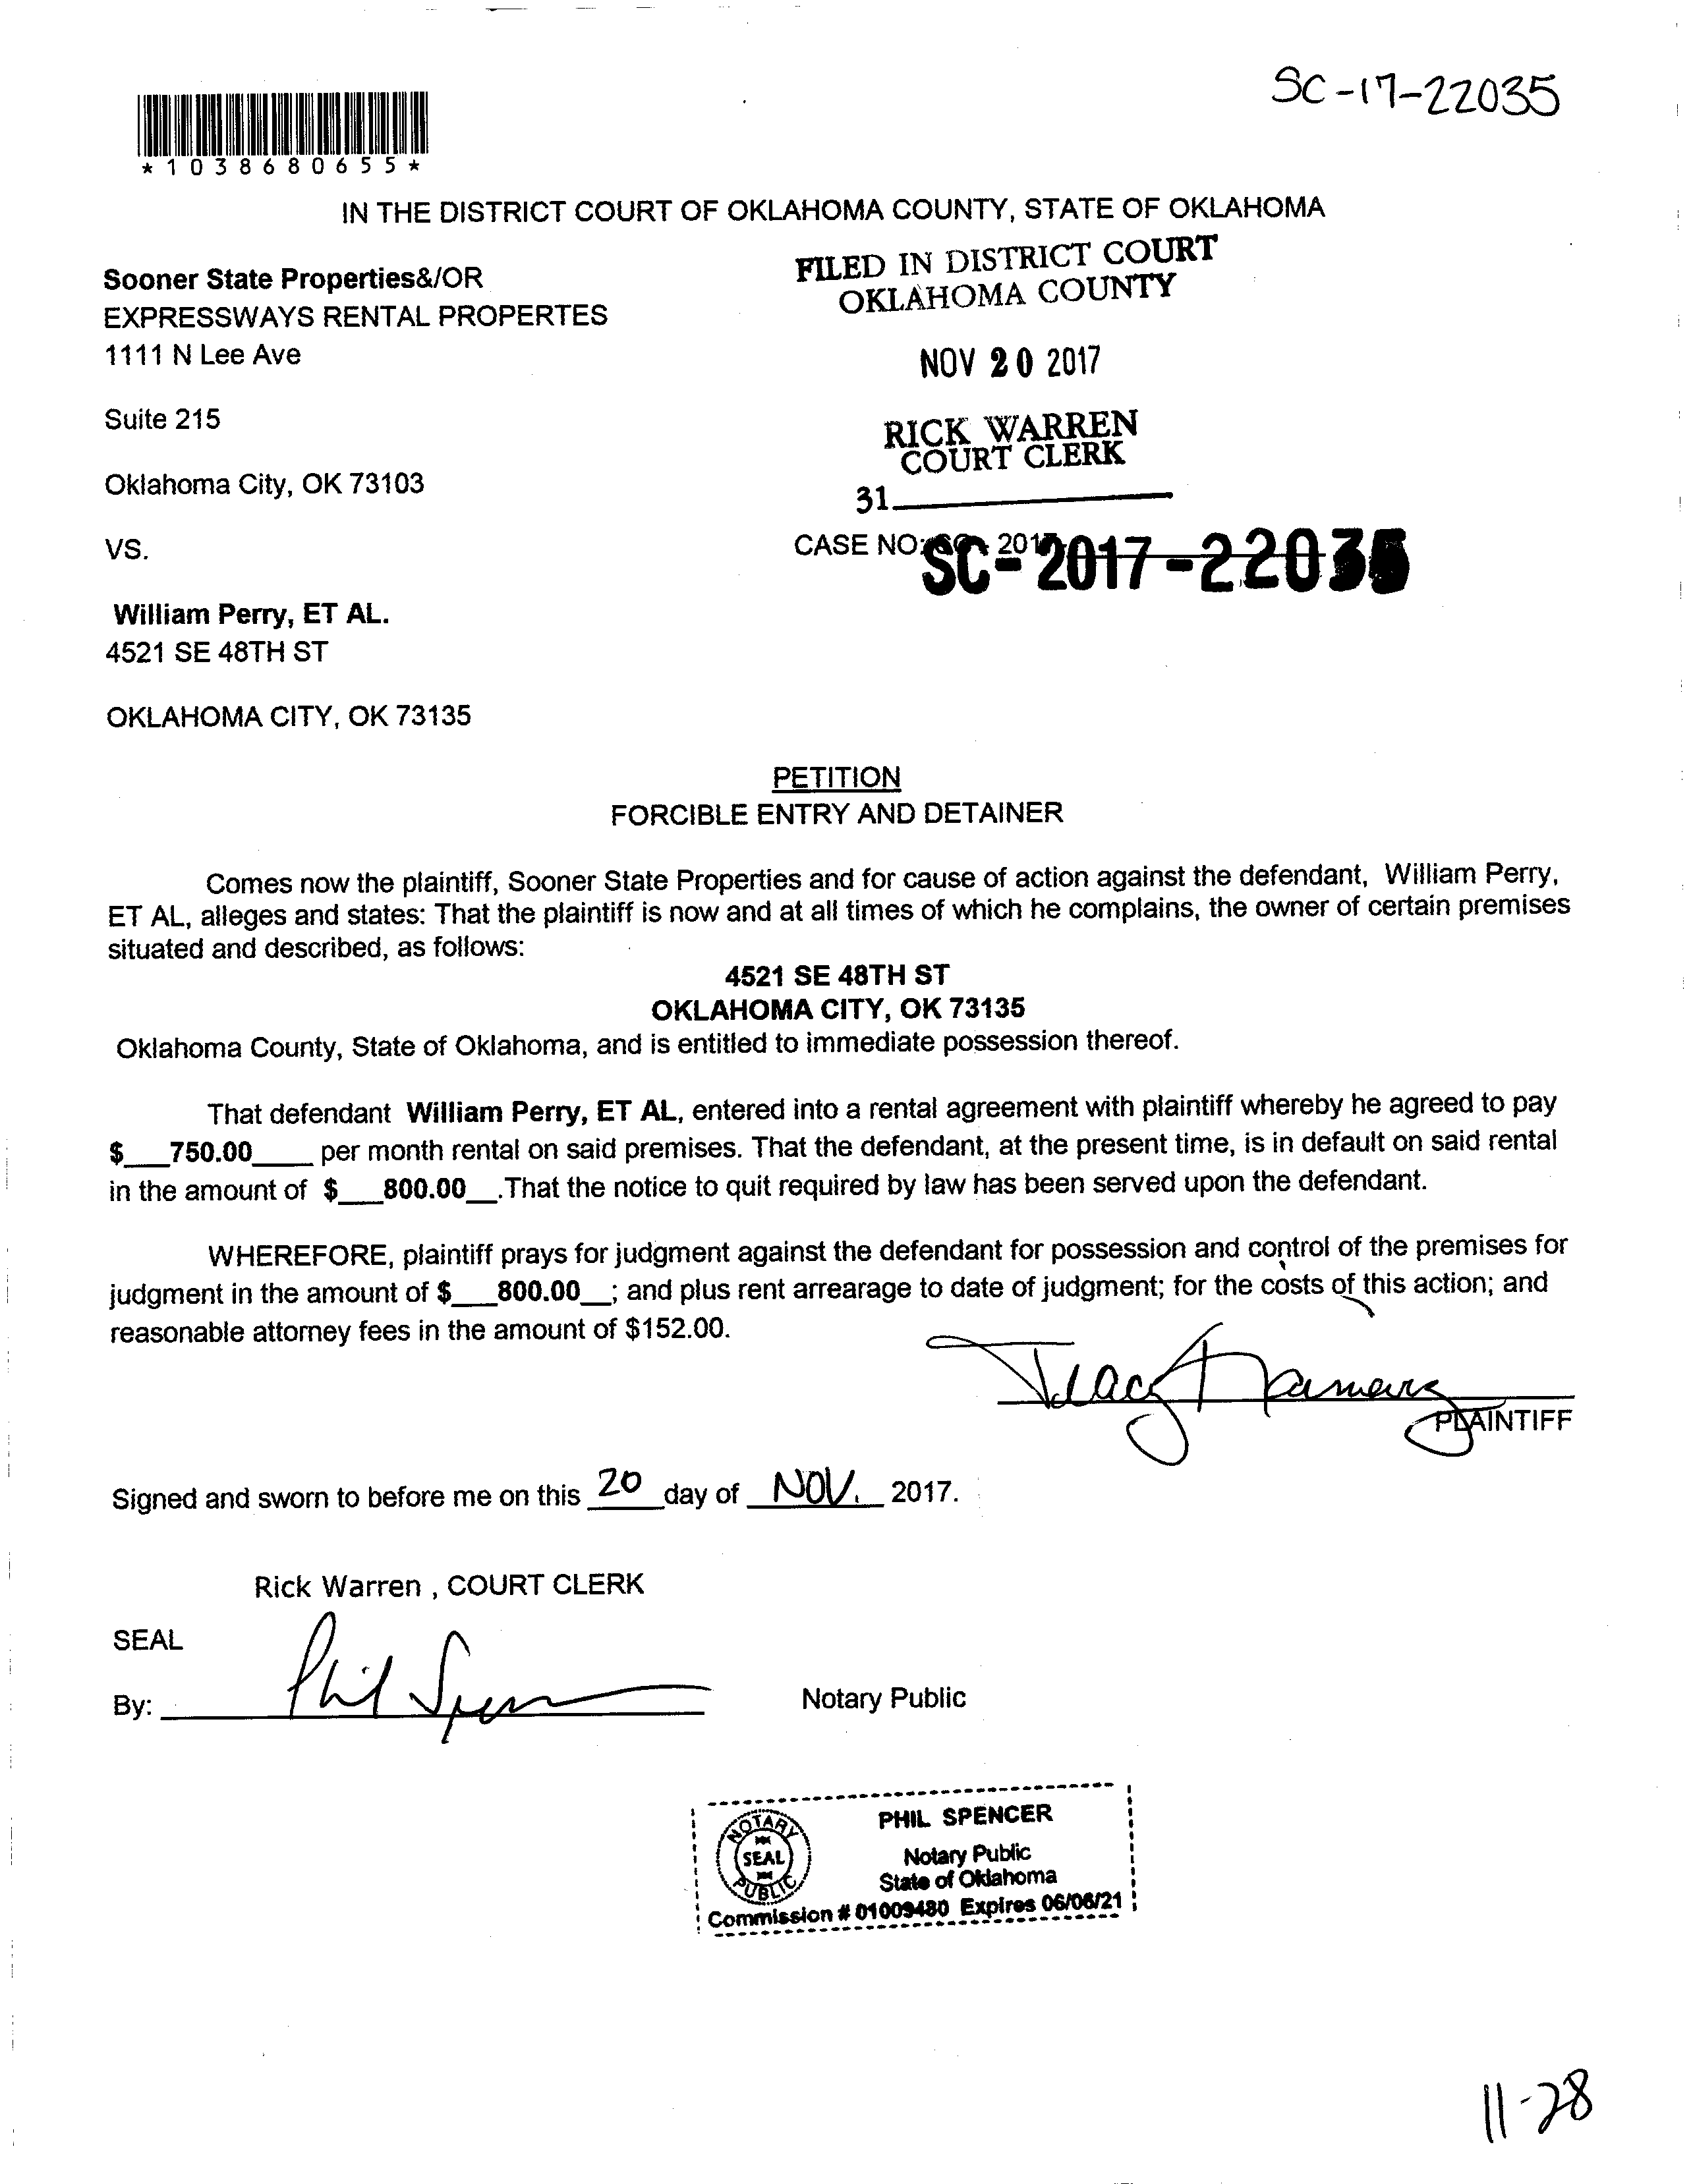 SC-17-22035
*1038680655*
IN THE DISTRICT COURT OF OKLAHOMA COUNTY, STATE OF OKLAHOMA
Sooner State Properties&/OR
EXPRESSWAYS RENTAL PROPERTES
1111 N Lee Ave
Suite 215
Oklahoma City, OK 73103
VS.
William Perry, ET AL.
4521 SE 48TH ST
OKLAHOMA CITY, OK 73135
FILED IN DISTRICT COURT
OKLAHOMA COUNTY
NOV 20 2017
RICK WARREN
COURT CLERK
31
CASE NO: SC-2017-22035
PETITION
FORCIBLE ENTRY AND DETAINER
Comes now the plaintiff, Sooner State Properties and for cause of action against the defendant, William Perry,
ET AL, alleges and states: That the plaintiff is now and at all times of which he complains, the owner of certain premises
situated and described, as follows:
4521 SE 48TH ST
OKLAHOMA CITY, OK 73135
Oklahoma County, State of Oklahoma, and is entitled to immediate possession thereof.
That defendant William Perry, ET AL, entered into a rental agreement with plaintiff whereby he agreed to pay
$___750.00____ per month rental on said premises. That the defendant, at the present time, is in default on said rental
in the amount of $___800.00__.That the notice to quit required by law has been served upon the defendant.
WHEREFORE, plaintiff prays for judgment against the defendant for possession and control of the premises for
judgment in the amount of $___800.00__; and plus rent arrearage to date of judgment; for the costs of this action; and
reasonable attorney fees in the amount of $152.00.
PLAINTIFF
Signed and sworn to before me on this 20 day of NOV. 2017.
Rick Warren , COURT CLERK
SEAL
By: Phil Spencer Notary Public
NOTARY PUBLIC
SEAL
PHIL SPENCER
Notary Public
State of Oklahoma
Commission # 01009480 Expires 06/06/21
11-28